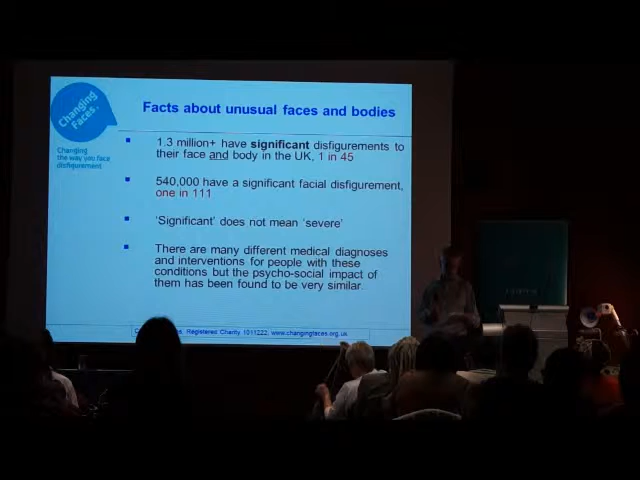 Changing
Faces.
Changing
the way you face
disfigurement
Facts about unusual faces and bodies
1.3 million+ have significant disfigurements to
their face and body in the UK, 1 in 45
540,000 have a significant facial disfigurement,
one in 111
‘Significant’ does not mean ‘severe’
There are many different medical diagnoses
and interventions for people with these
conditions but the psycho-social impact of
them has been found to be very similar.
Registered Charity 1011222; www.changingfaces.org.uk